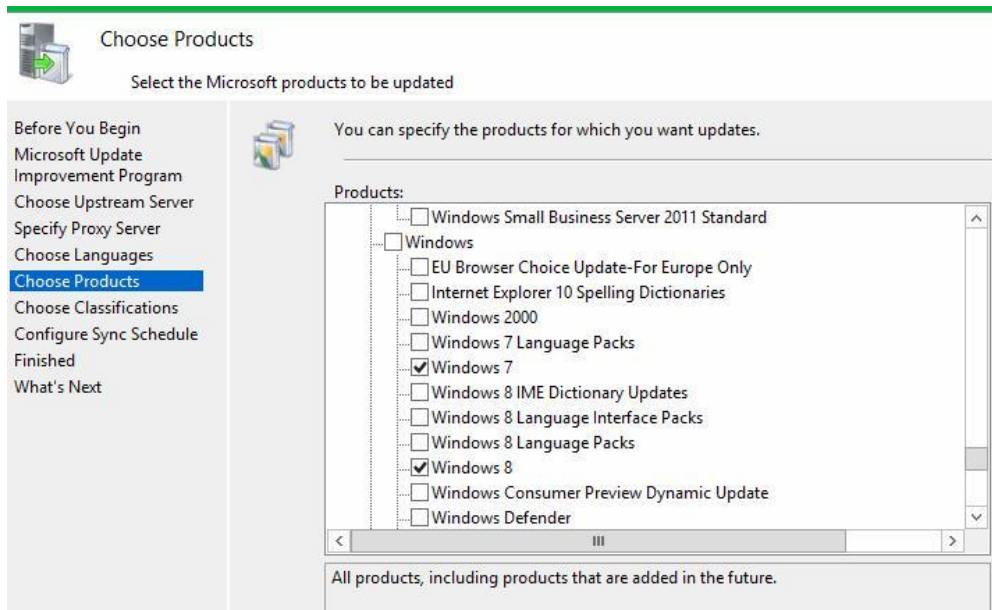 Choose Products
Select the Microsoft products to be updated
Before You Begin
Microsoft Update
Improvement Program
Choose Upstream Server
Specify Proxy Server
Choose Languages
Choose Products
Choose Classifications
Configure Sync Schedule
Finished
What's Next
You can specify the products for which you want updates.
Products:
Windows Small Business Server 2011 Standard
Windows
EU Browser Choice Update-For Europe Only
Internet Explorer 10 Spelling Dictionaries
Windows 2000
Windows 7 Language Packs
Windows 7
Windows 8 IME Dictionary Updates
Windows 8 Language Interface Packs
Windows 8 Language Packs
Windows 8
Windows Consumer Preview Dynamic Update
Windows Defender
All products, including products that are added in the future.